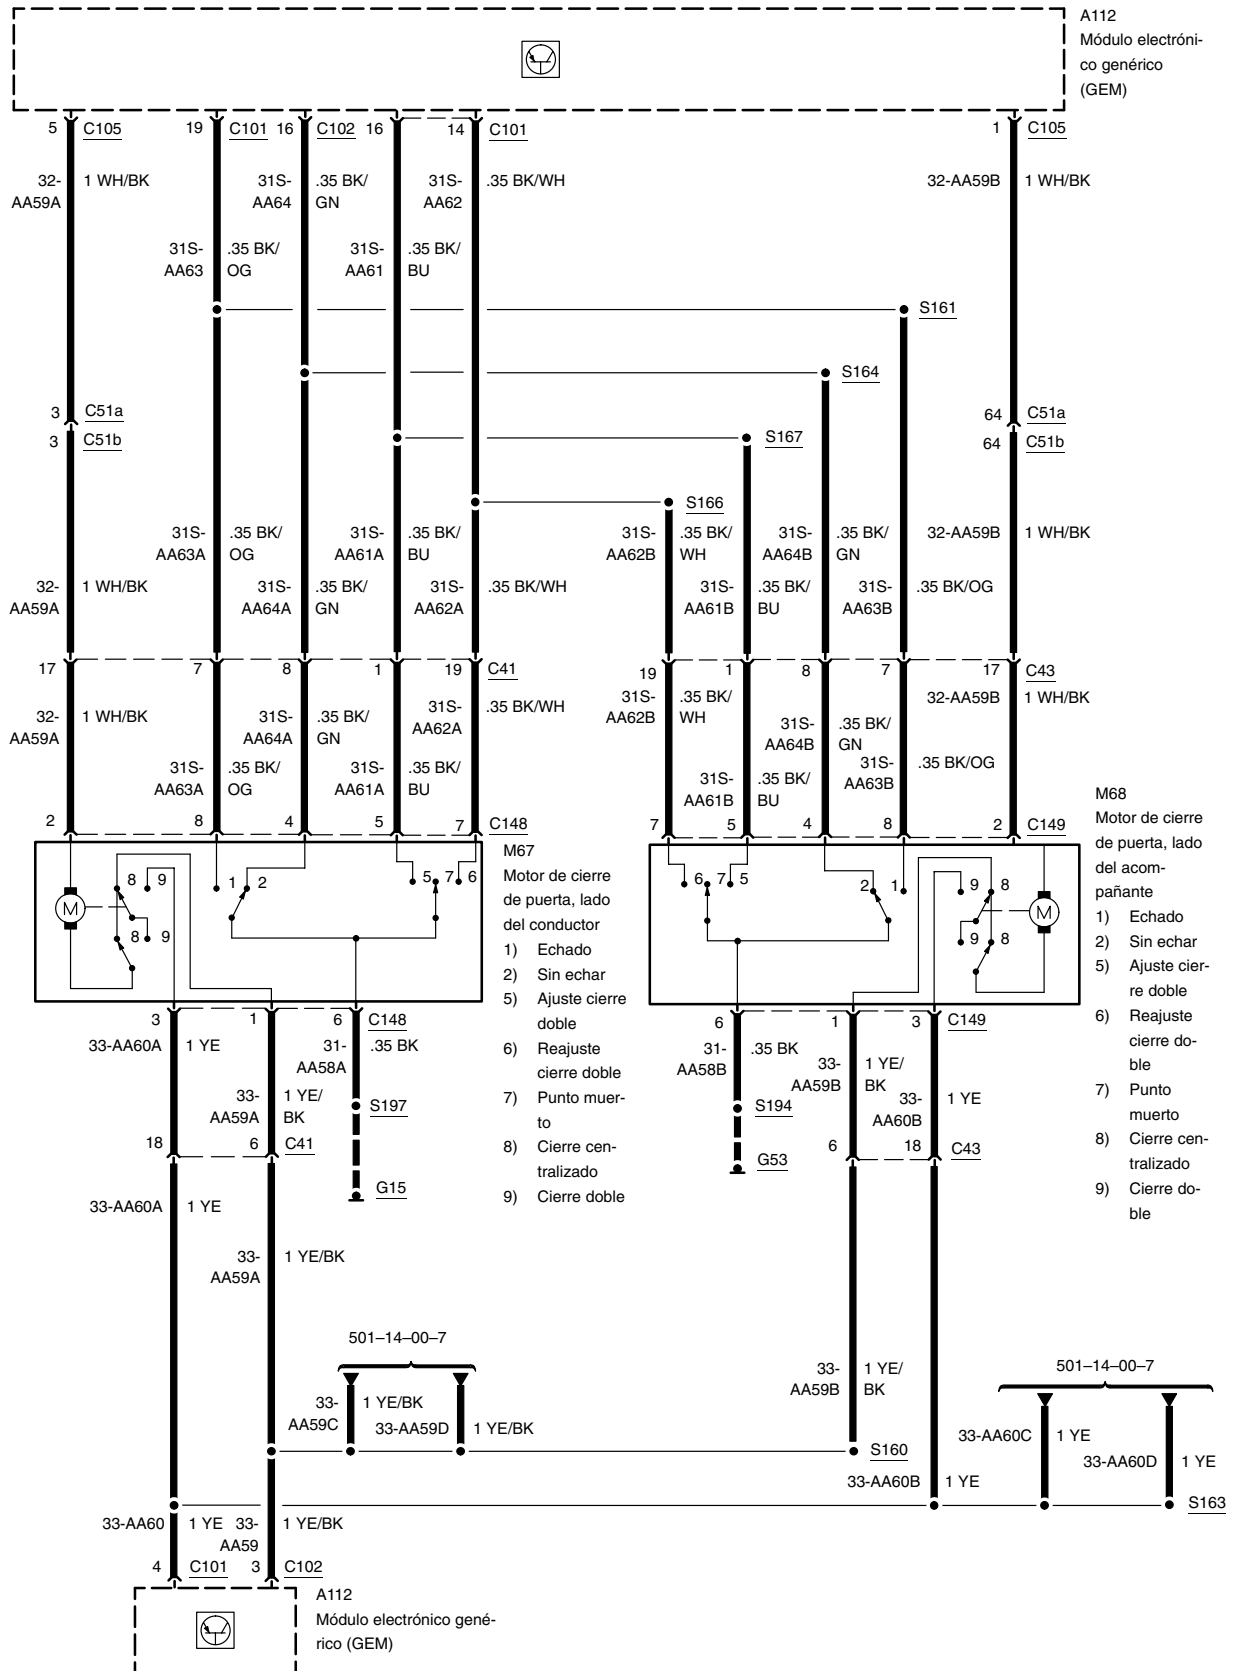 A112
Módulo electróni-
co genérico
(GEM)
5 C105 19 C101 16 C102 16 14 C101 1 C105
32- 1 WH/BK 31S- .35 BK/ 31S- .35 BK/WH 32-AA59B 1 WH/BK
AA59A AA64 GN AA62
31S- .35 BK/ 31S- .35 BK/
AA63 OG AA61 BU
S161
S164
3 C51a 64 C51a
3 C51b S167 64 C51b
S166
31S- .35 BK/ 31S- .35 BK/ 31S- .35 BK/ 31S- .35 BK/ 32-AA59B 1 WH/BK
AA63A OG AA61A BU AA62B WH AA64B GN
32- 1 WH/BK 31S- .35 BK/ 31S- .35 BK/WH 31S- .35 BK/ 31S- .35 BK/OG
AA59A AA64A GN AA62A AA61B BU AA63B
17 7 8 1 19 C41 19 1 8 7 17 C43
32- 1 WH/BK 31S- .35 BK/ 31S- .35 BK/WH 31S- .35 BK/ 32-AA59B 1 WH/BK
AA59A AA64A GN AA62A AA62B WH
31S- .35 BK/
AA64B GN
31S- .35 BK/ 31S- .35 BK/ 31S- .35 BK/ 31S- .35 BK/OG
AA63A OG AA61A BU AA61B BU AA63B
2 8 4 5 7 C148 7 5 4 8 2 C149
M67
Motor de cierre
de puerta, lado
del conductor
1) Echado
2) Sin echar
5) Ajuste cierre
doble
6) Reajuste
cierre doble
7) Punto muer-
to
8) Cierre cen-
tralizado
9) Cierre doble
M68
Motor de cierre
de puerta, lado
del acom-
pañante
1) Echado
2) Sin echar
5) Ajuste cier-
re doble
6) Reajuste
cierre do-
ble
7) Punto
muerto
8) Cierre cen-
tralizado
9) Cierre do-
ble
8 9 1 2 5 7 6 6 7 5 2 1 9 8
M M
8 9 9 8
3 1 6 C148 6 1 3 C149
33-AA60A 1 YE 31- .35 BK 31- .35 BK 33- 1 YE/
AA58A AA58B AA59B BK
33- 1 YE/ S197 S194 33- 1 YE
AA59A BK AA60B
18 6 C41 6 18 C43
G15 G53
33-AA60A 1 YE
33- 1 YE/BK
AA59A
501–14–00–7 501–14–00–7
33- 1 YE/BK 33- 1 YE/
AA59C AA59B BK
33-AA59D 1 YE/BK 33-AA60C 1 YE
S160 33-AA60D 1 YE
33-AA60B 1 YE
S163
33-AA60 1 YE 33- 1 YE/BK
AA59
4 C101 3 C102
A112
Módulo electrónico gené-
rico (GEM)